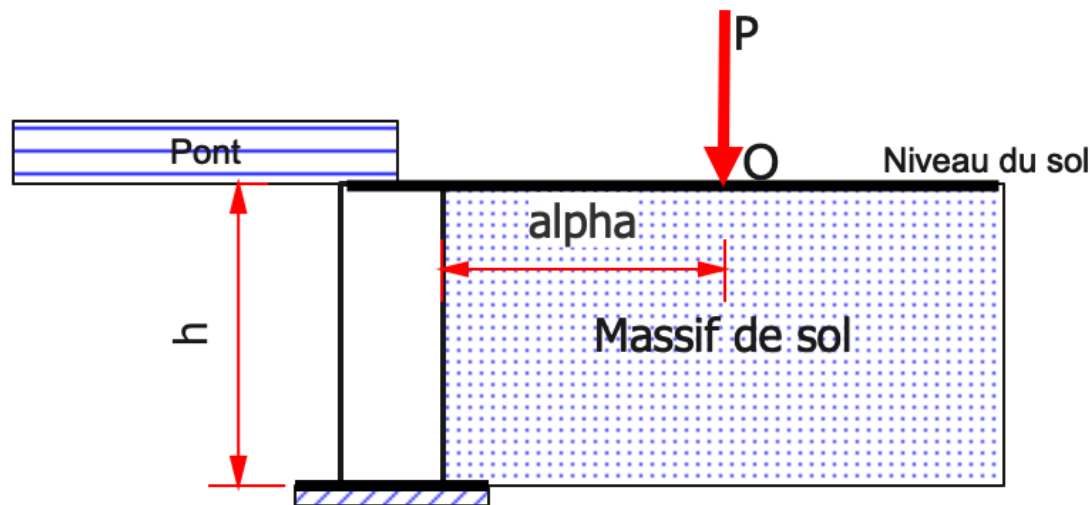 P
Pont
O
Niveau du sol
alpha
h
Massif de sol